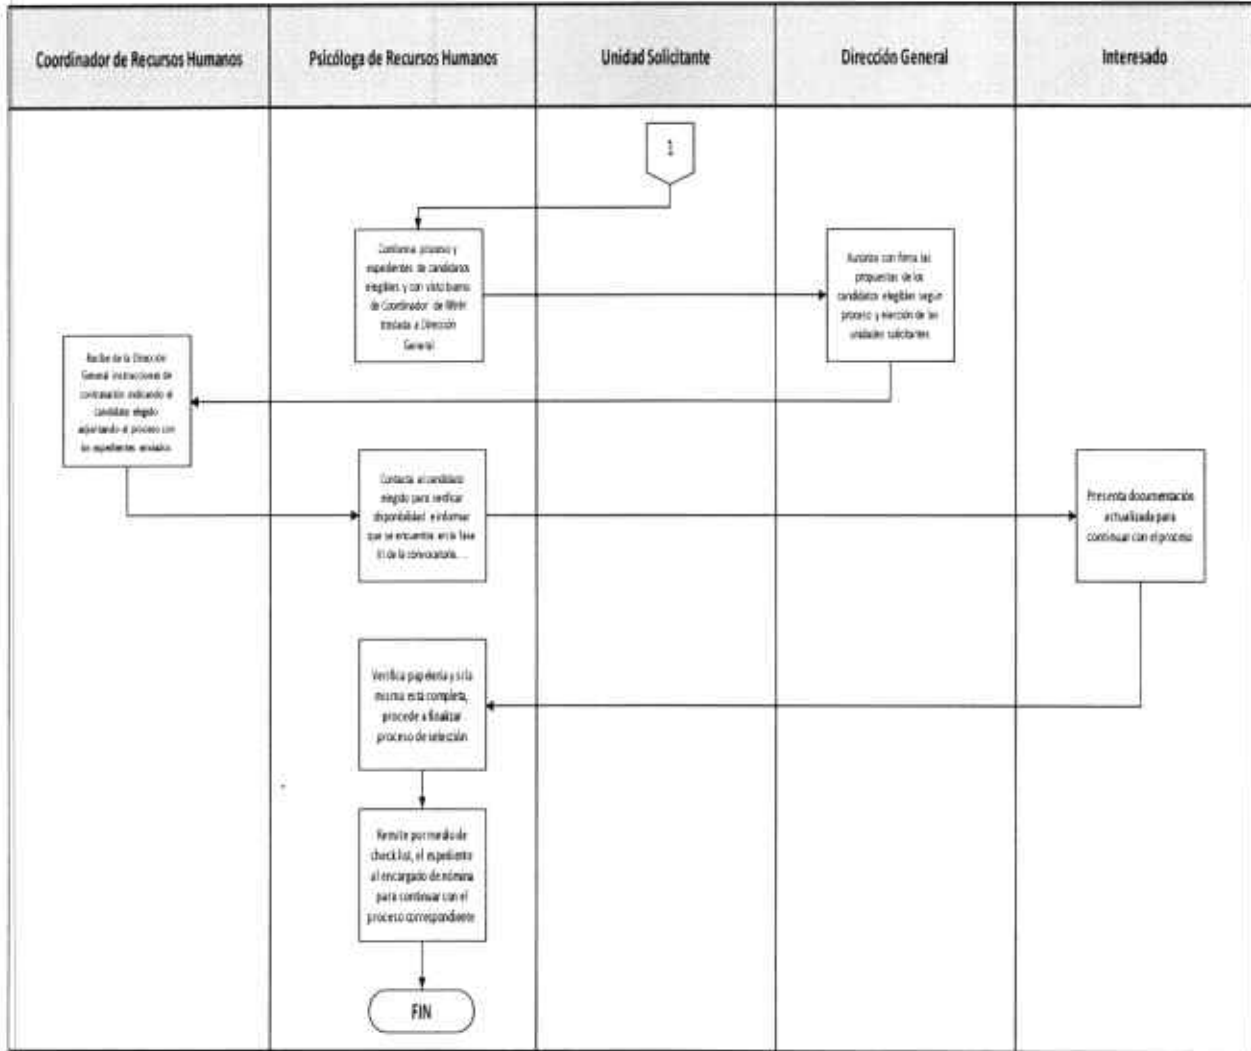 Coordinador de Recursos Humanos
Psicóloga de Recursos Humanos
Unidad Solicitante
Dirección General
Interesado
1
Conforma proceso y
expedientes de candidatos
elegibles y con visto bueno
de Coordinador de RRHH
traslada a Dirección
General
Autoriza con firma las
propuestas de los
candidatos elegibles según
proceso y elección de las
unidades solicitantes
Recibe de la Dirección
General instrucciones de
contratación indicando el
candidato elegido
adjuntando el proceso con
los expedientes enviados
Contacta al candidato
elegido para verificar
disponibilidad e informar
que se encuentra en la fase
de la convocatoria...
Presenta documentación
actualizada para
continuar con el proceso
Verifica papelería y si la
misma está completa,
procede a finalizar
proceso de selección
Remite por medio de
check list, el expediente
al encargado de nómina
para continuar con el
proceso correspondiente
FIN